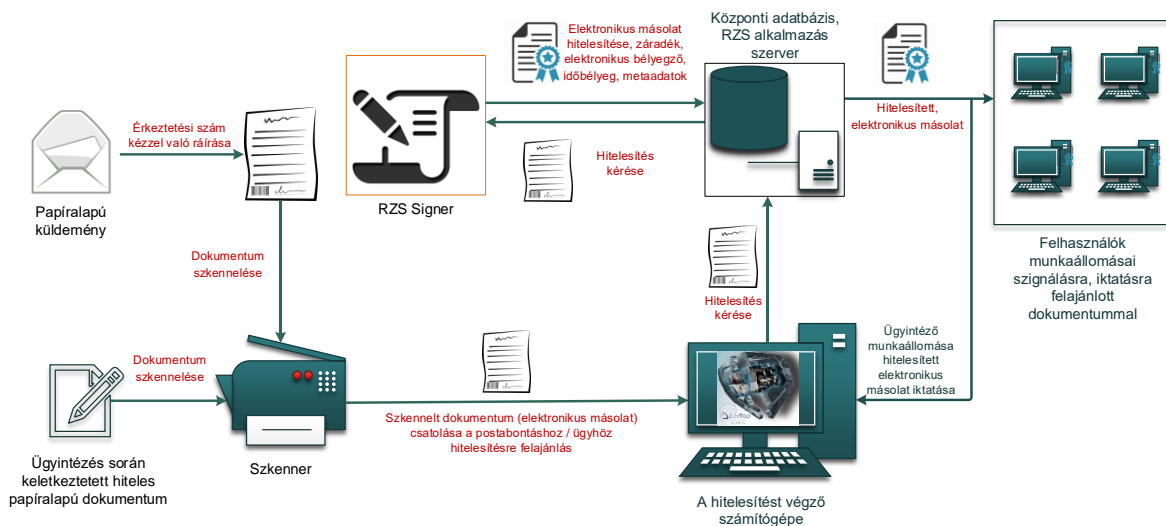 Elektronikus másolat
hitelesítése, záradék,
elektronikus bélyegző,
időbélyeg, metaadatok
Központi adatbázis,
RZS alkalmazás
szerver
Hitelesített,
elektronikus másolat
Érkeztetési szám
kézzel való ráírása
Hitelesítés
kérése
Papíralapú
küldemény
RZS Signer
Dokumentum
szkennelése
Hitelesítés
kérése
Felhasználók
munkaállomásai
szignálásra, iktatásra
felajánlott
dokumentummal
Dokumentum
szkennelése
Ügyintéző
munkaállomása
hitelesített
elektronikus
másolat iktatása
Szkennelt dokumentum (elektronikus másolat)
csatolása a postabontáshoz / ügyhöz
hitelesítésre felajánlás
Ügyintézés során
keletkeztetett hiteles
papíralapú dokumentum
Szkenner
A hitelesítést végző
számítógépe